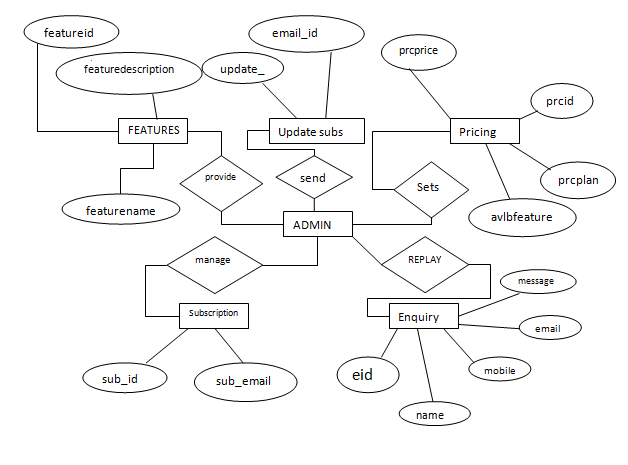 featureid
email_id
prcprice
featuredescription
update_
prcid
FEATURES
Update subs
Pricing
provide
send
Sets
prcplan
featurename
avlbfeature
ADMIN
manage
REPLAY
message
Subscription
Enquiry
email
sub_id
sub_email
eid
mobile
name